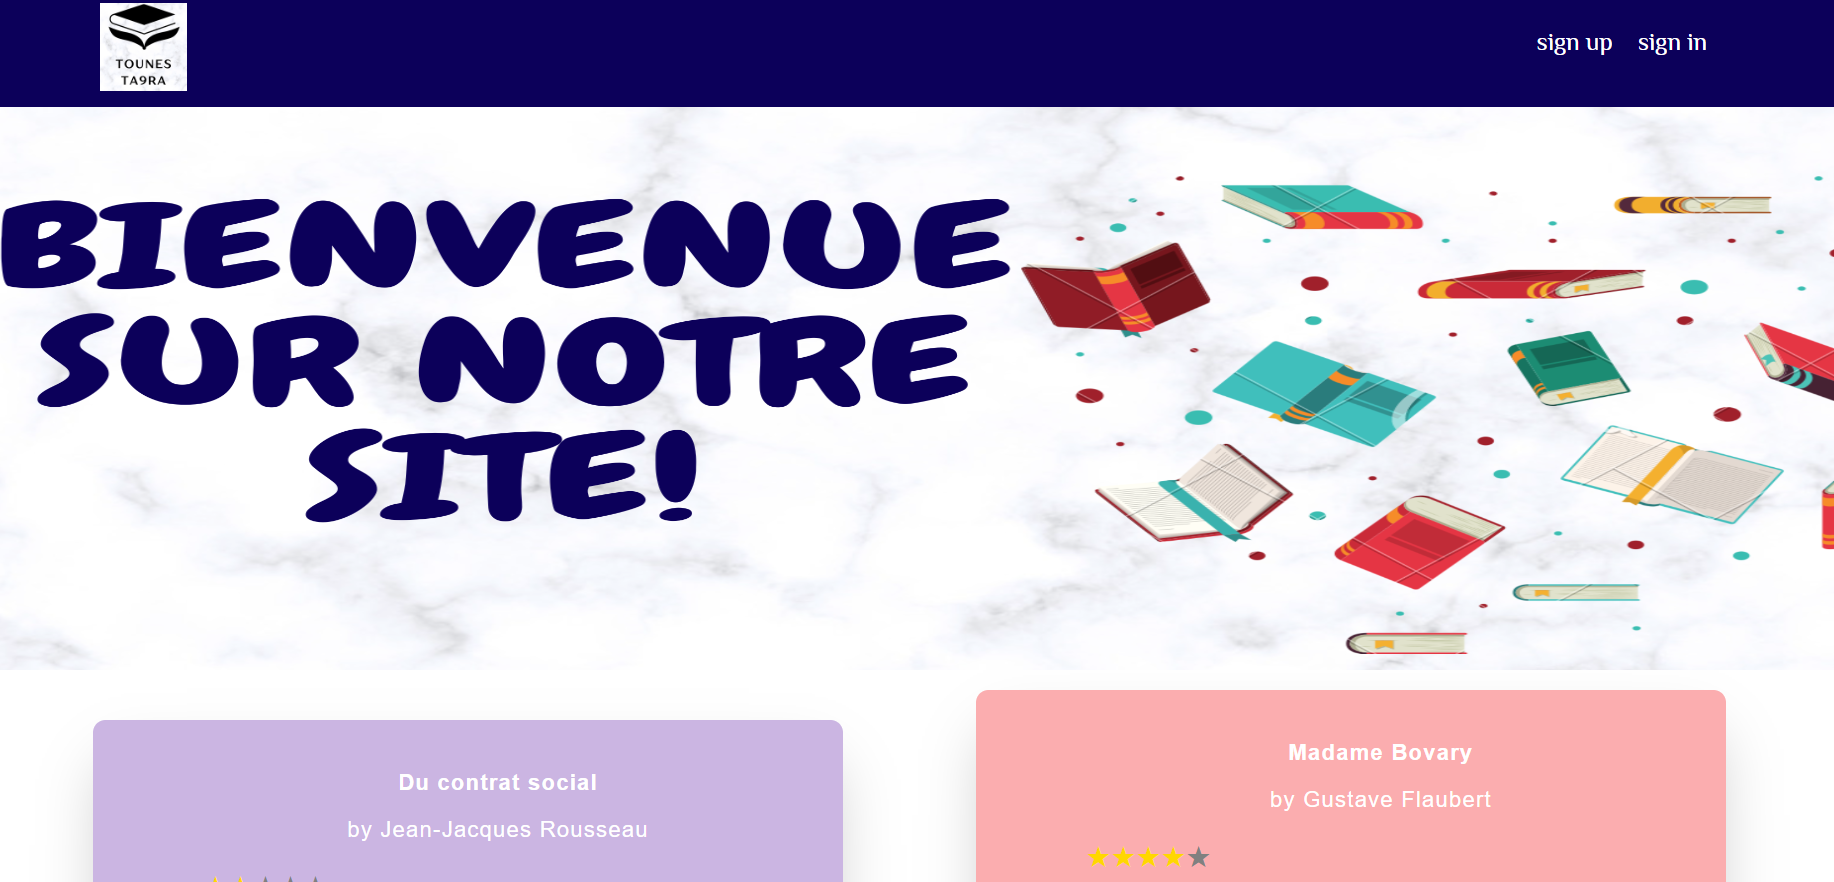 TOUNES
TA9RA
sign up sign in
BIENVENUE
SUR NOTRE
SITE!
Du contrat social
by Jean-Jacques Rousseau
Madame Bovary
by Gustave Flaubert